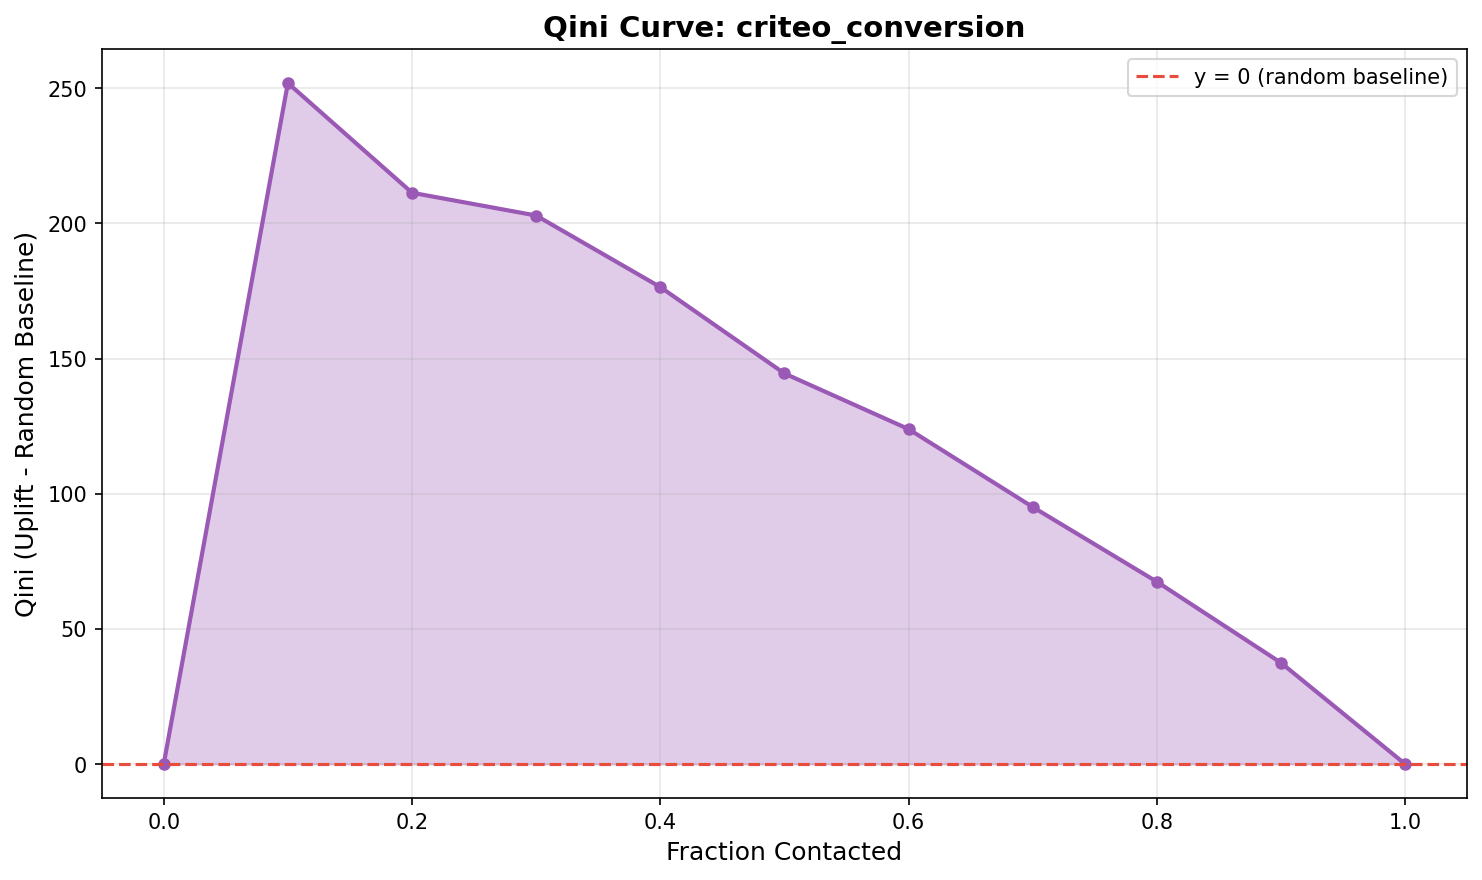 Qini Curve: criteo_conversion
y = 0 (random baseline)
Qini (Uplift - Random Baseline)
250
200
150
100
50
0
0.0 0.2 0.4 0.6 0.8 1.0
Fraction Contacted